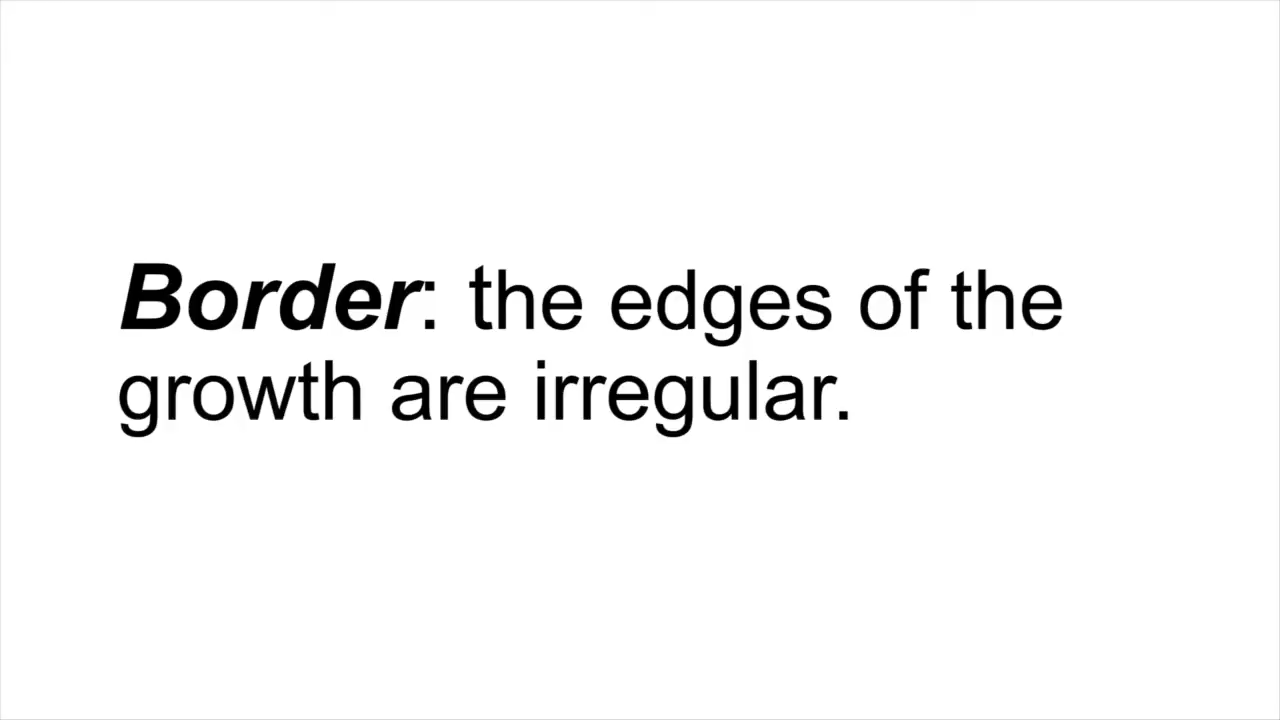 Border: the edges of the
growth are irregular.